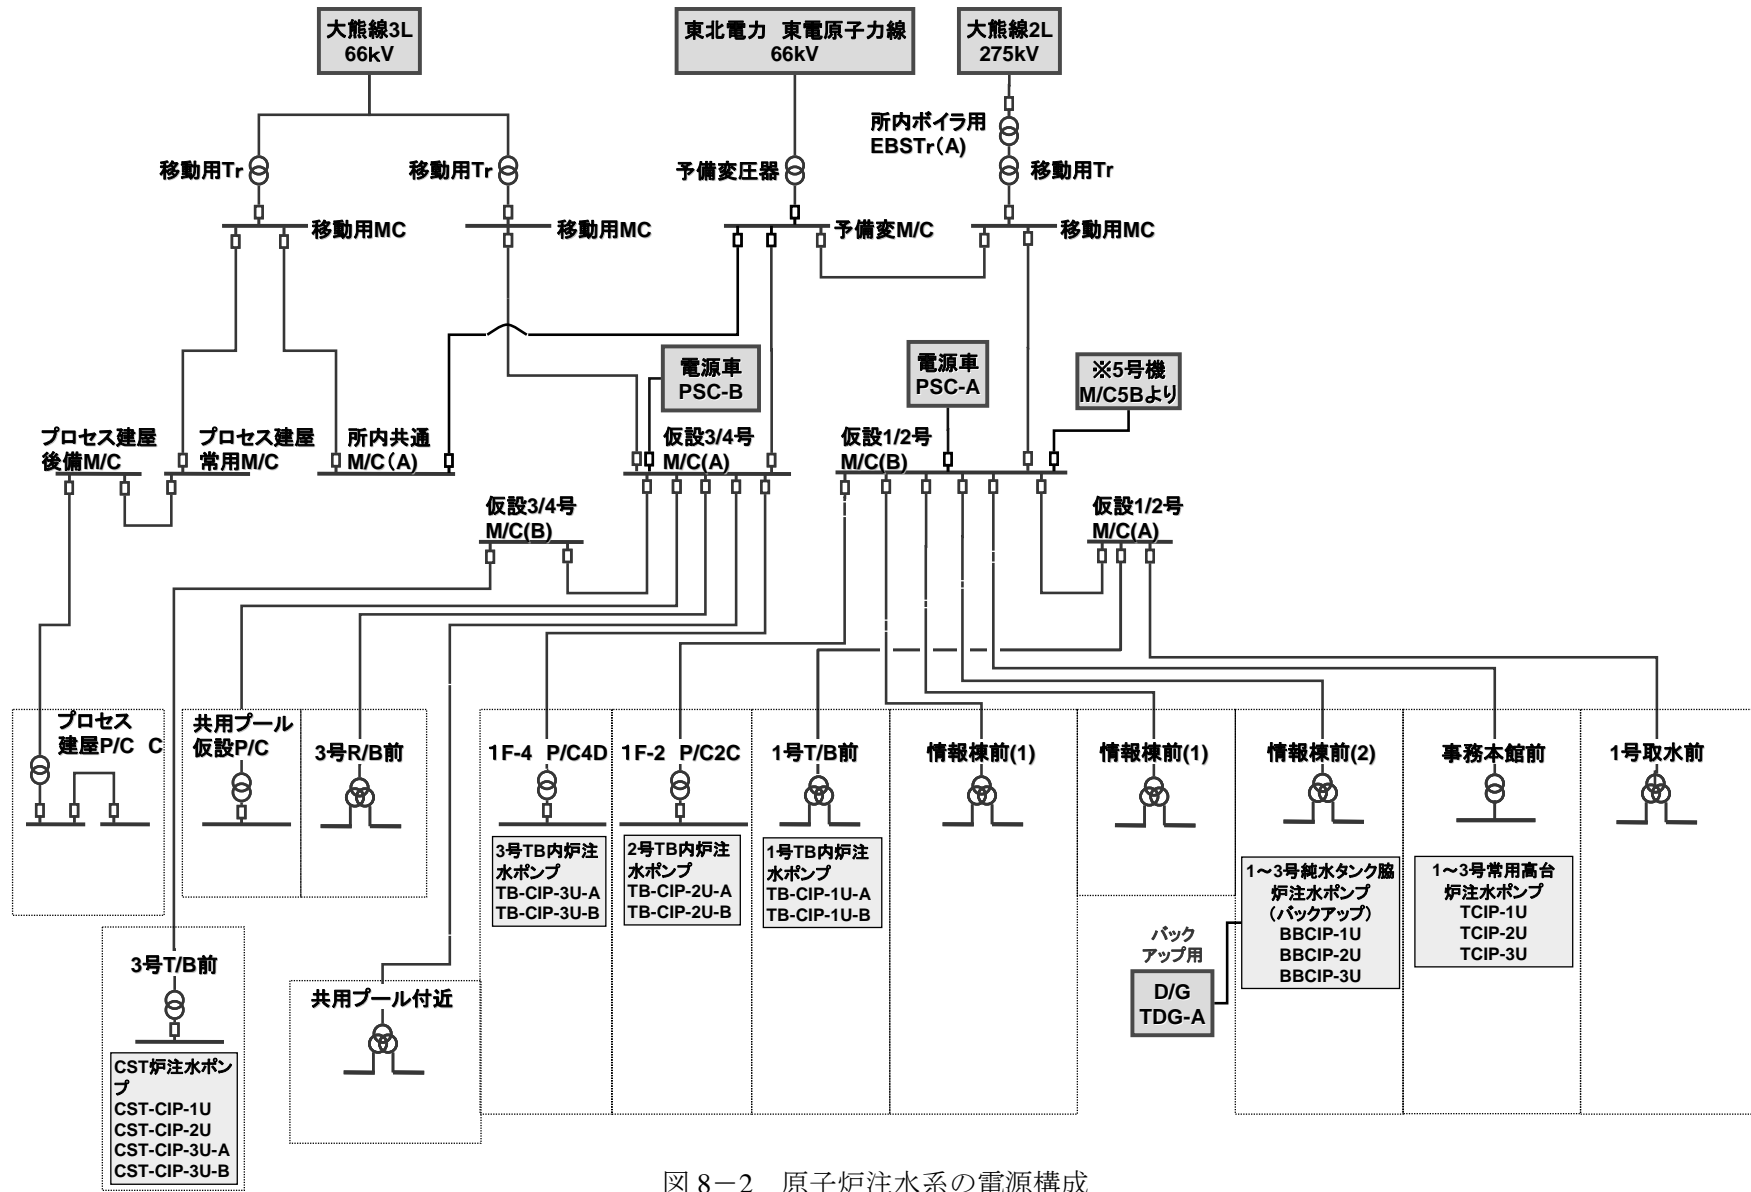 大熊線3L
66kV
東北電力　東電原子力線
66kV
大熊線2L
275kV
所内ボイラ用
EBSTr(A)
移動用Tr
移動用Tr
予備変圧器
移動用Tr
移動用MC
移動用MC
予備変M/C
移動用MC
電源車
PSC-B
電源車
PSC-A
※5号機
M/C5Bより
プロセス建屋
後備M/C
プロセス建屋
常用M/C
所内共通
M/C(A)
仮設3/4号
M/C(A)
仮設1/2号
M/C(B)
仮設3/4号
M/C(B)
仮設1/2号
M/C(A)
プロセス
建屋P/C　C
共用プール
仮設P/C
3号R/B前
1F-4　P/C4D
1F-2　P/C2C
1号T/B前
情報棟前(1)
情報棟前(1)
情報棟前(2)
事務本館前
1号取水前
3号TB内炉注
水ポンプ
TB-CIP-3U-A
TB-CIP-3U-B
2号TB内炉注
水ポンプ
TB-CIP-2U-A
TB-CIP-2U-B
1号TB内炉注
水ポンプ
TB-CIP-1U-A
TB-CIP-1U-B
1～3号純水タンク脇
炉注水ポンプ
（バックアップ）
BBCIP-1U
BBCIP-2U
BBCIP-3U
1～3号常用高台
炉注水ポンプ
TCIP-1U
TCIP-2U
TCIP-3U
バック
アップ用
D/G
TDG-A
3号T/B前
共用プール付近
CST炉注水ポン
プ
CST-CIP-1U
CST-CIP-2U
CST-CIP-3U-A
CST-CIP-3U-B
図 8－2　原子炉注水系の電源構成